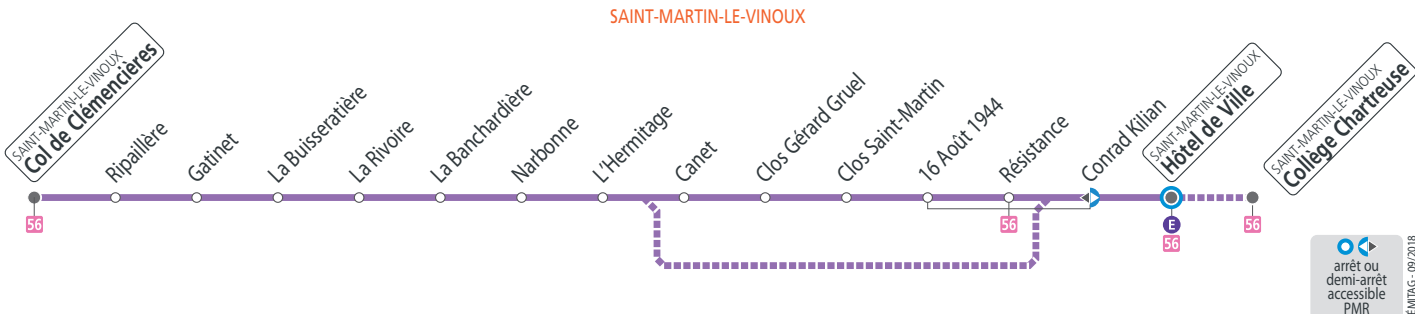 SAINT-MARTIN-LE-VINOUX
SAINT-MARTIN-LE-VINOUX
Col de Clémencières
Ripaillère
Gatinet
La Buisseratière
La Rivoire
La Banchardière
Narbonne
L'Hermitage
Canet
Clos Gérard Gruel
Clos Saint-Martin
16 Août 1944
Résistance
Conrad Kilian
SAINT-MARTIN-LE-VINOUX
Hôtel de Ville
SAINT-MARTIN-LE-VINOUX
Collège Chartreuse
56
56
E
56
56
arrêt ou
demi-arrêt
accessible
PMR
ÉMITAG - 09/2018